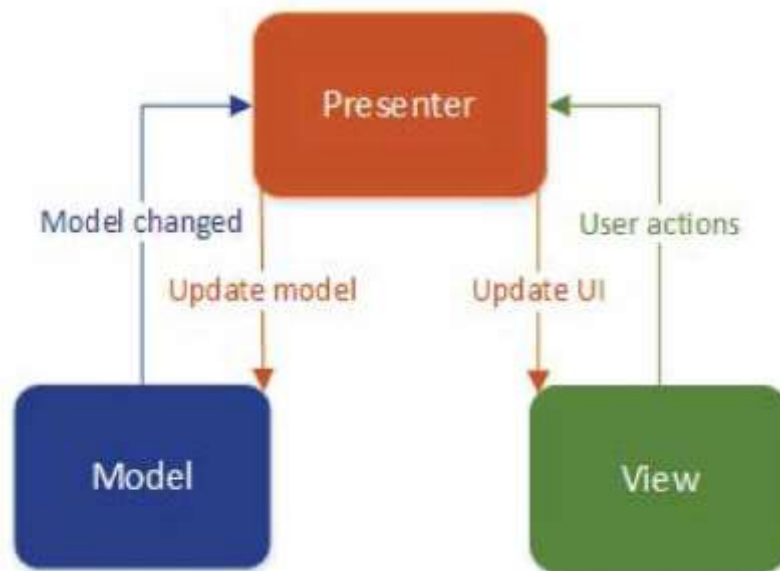 Presenter
Model changed
User actions
Update model
Update UI
Model
View